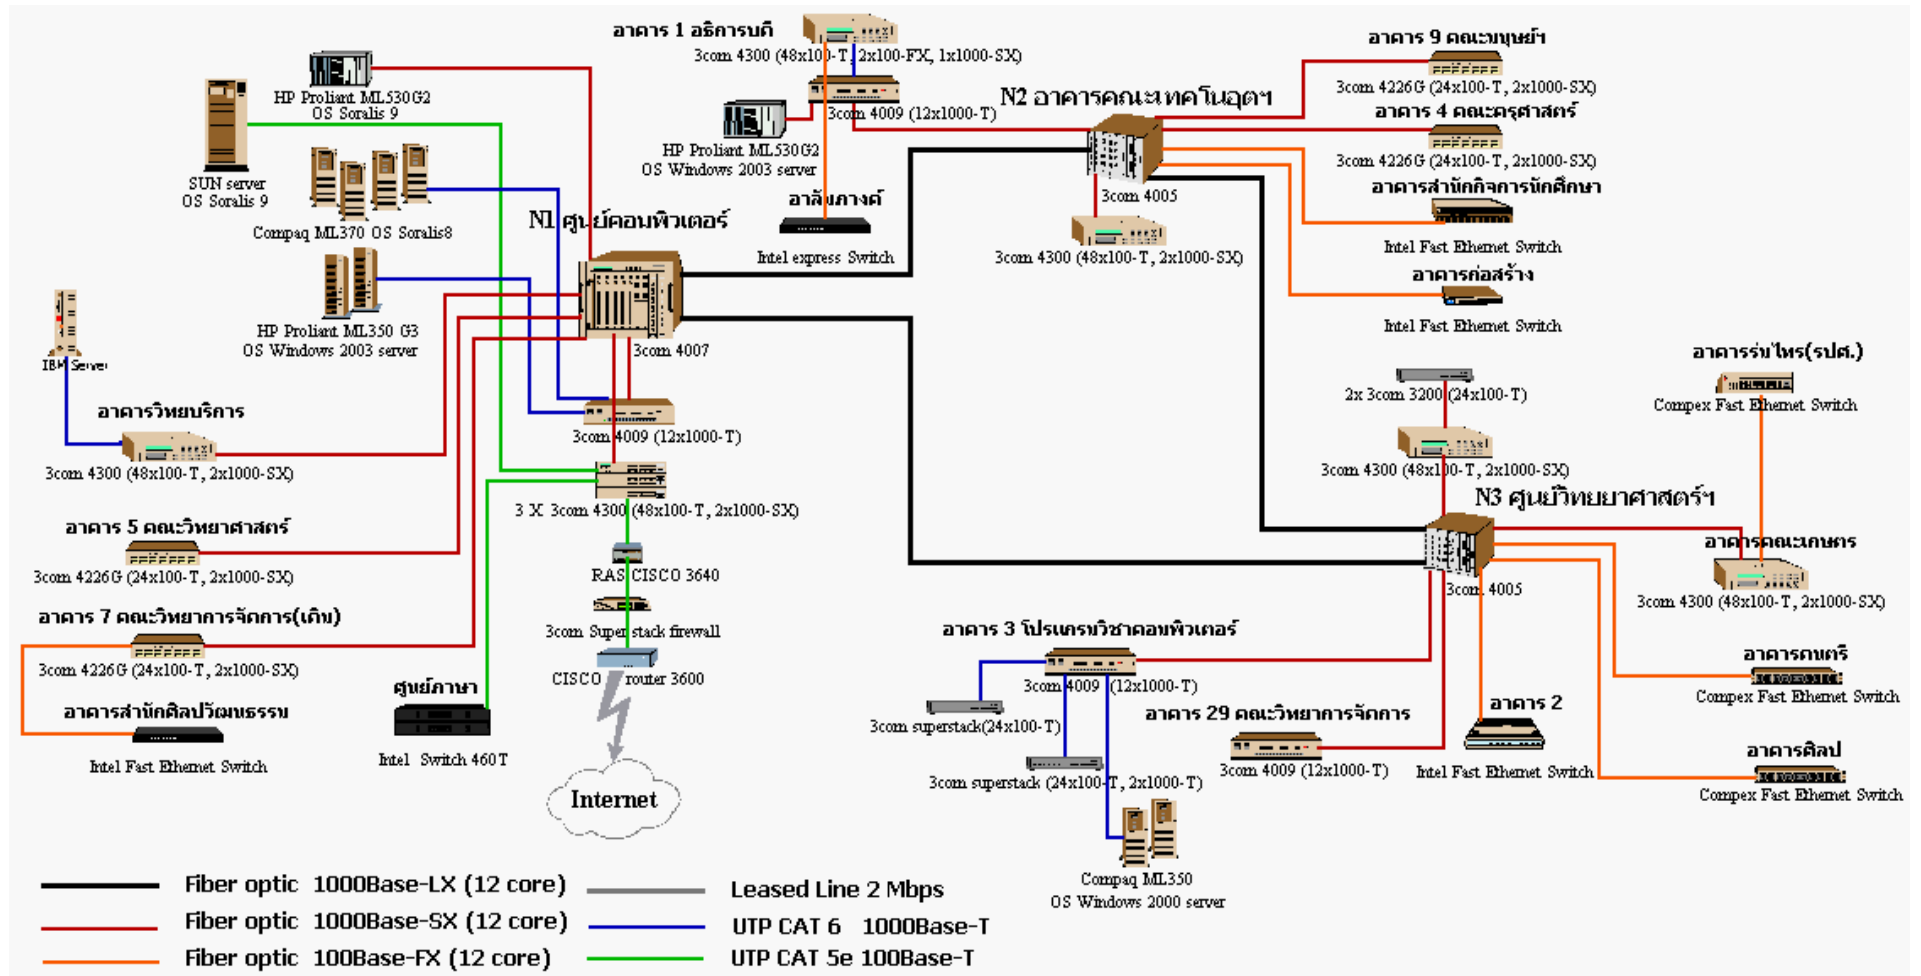 อาคาร 1 อธิการบดี
3com 4300 (48x100-T, 2x100-FX, 1x1000-SX)
3com 4009 (12x1000-T)
HP Proliant ML530G2
OS Windows 2003 server
อาลัมภางค์
Intel express Switch
HP Proliant ML530G2
OS Soralis 9
SUN server
OS Soralis 9
Compaq ML370 OS Soralis8
HP Proliant ML350 G3
OS Windows 2003 server
IBM Server
N1 ศูนย์คอมพิวเตอร์
3com 4007
3com 4009 (12x1000-T)
3 X 3com 4300 (48x100-T, 2x1000-SX)
RAS CISCO 3640
3com Super stack firewall
CISCO router 3600
Internet
อาคารวิทยบริการ
3com 4300 (48x100-T, 2x1000-SX)
อาคาร 5 คณะวิทยาศาสตร์
3com 4226G (24x100-T, 2x1000-SX)
อาคาร 7 คณะวิทยาการจัดการ(เดิม)
3com 4226G (24x100-T, 2x1000-SX)
อาคารสำนักศิลปวัฒนธรรม
Intel Fast Ethernet Switch
ศูนย์ภาษา
Intel Switch 460T
N2 อาคารคณะเทคโนอุตฯ
3com 4005
3com 4300 (48x100-T, 2x1000-SX)
อาคาร 9 คณะมนุษย์ฯ
3com 4226G (24x100-T, 2x1000-SX)
อาคาร 4 คณะครุศาสตร์
3com 4226G (24x100-T, 2x1000-SX)
อาคารสำนักกิจการนักศึกษา
Intel Fast Ethernet Switch
อาคารก่อสร้าง
Intel Fast Ethernet Switch
2x 3com 3200 (24x100-T)
3com 4300 (48x100-T, 2x1000-SX)
N3 ศูนย์วิทยยาศาสตร์ฯ
3com 4005
อาคารร่มไทร(รปศ.)
Compex Fast Ethernet Switch
อาคารคณะเกษตร
3com 4300 (48x100-T, 2x1000-SX)
อาคารดนตรี
Compex Fast Ethernet Switch
อาคารศิลป
Compex Fast Ethernet Switch
อาคาร 2
Intel Fast Ethernet Switch
อาคาร 29 คณะวิทยาการจัดการ
3com 4009 (12x1000-T)
อาคาร 3 โปรแกรมวิชาคอมพิวเตอร์
3com 4009 (12x1000-T)
3com superstack(24x100-T)
3com superstack (24x100-T, 2x1000-T)
Compaq ML350
OS Windows 2000 server
Fiber optic 1000Base-LX (12 core)
Fiber optic 1000Base-SX (12 core)
Fiber optic 100Base-FX (12 core)
Leased Line 2 Mbps
UTP CAT 6 1000Base-T
UTP CAT 5e 100Base-T